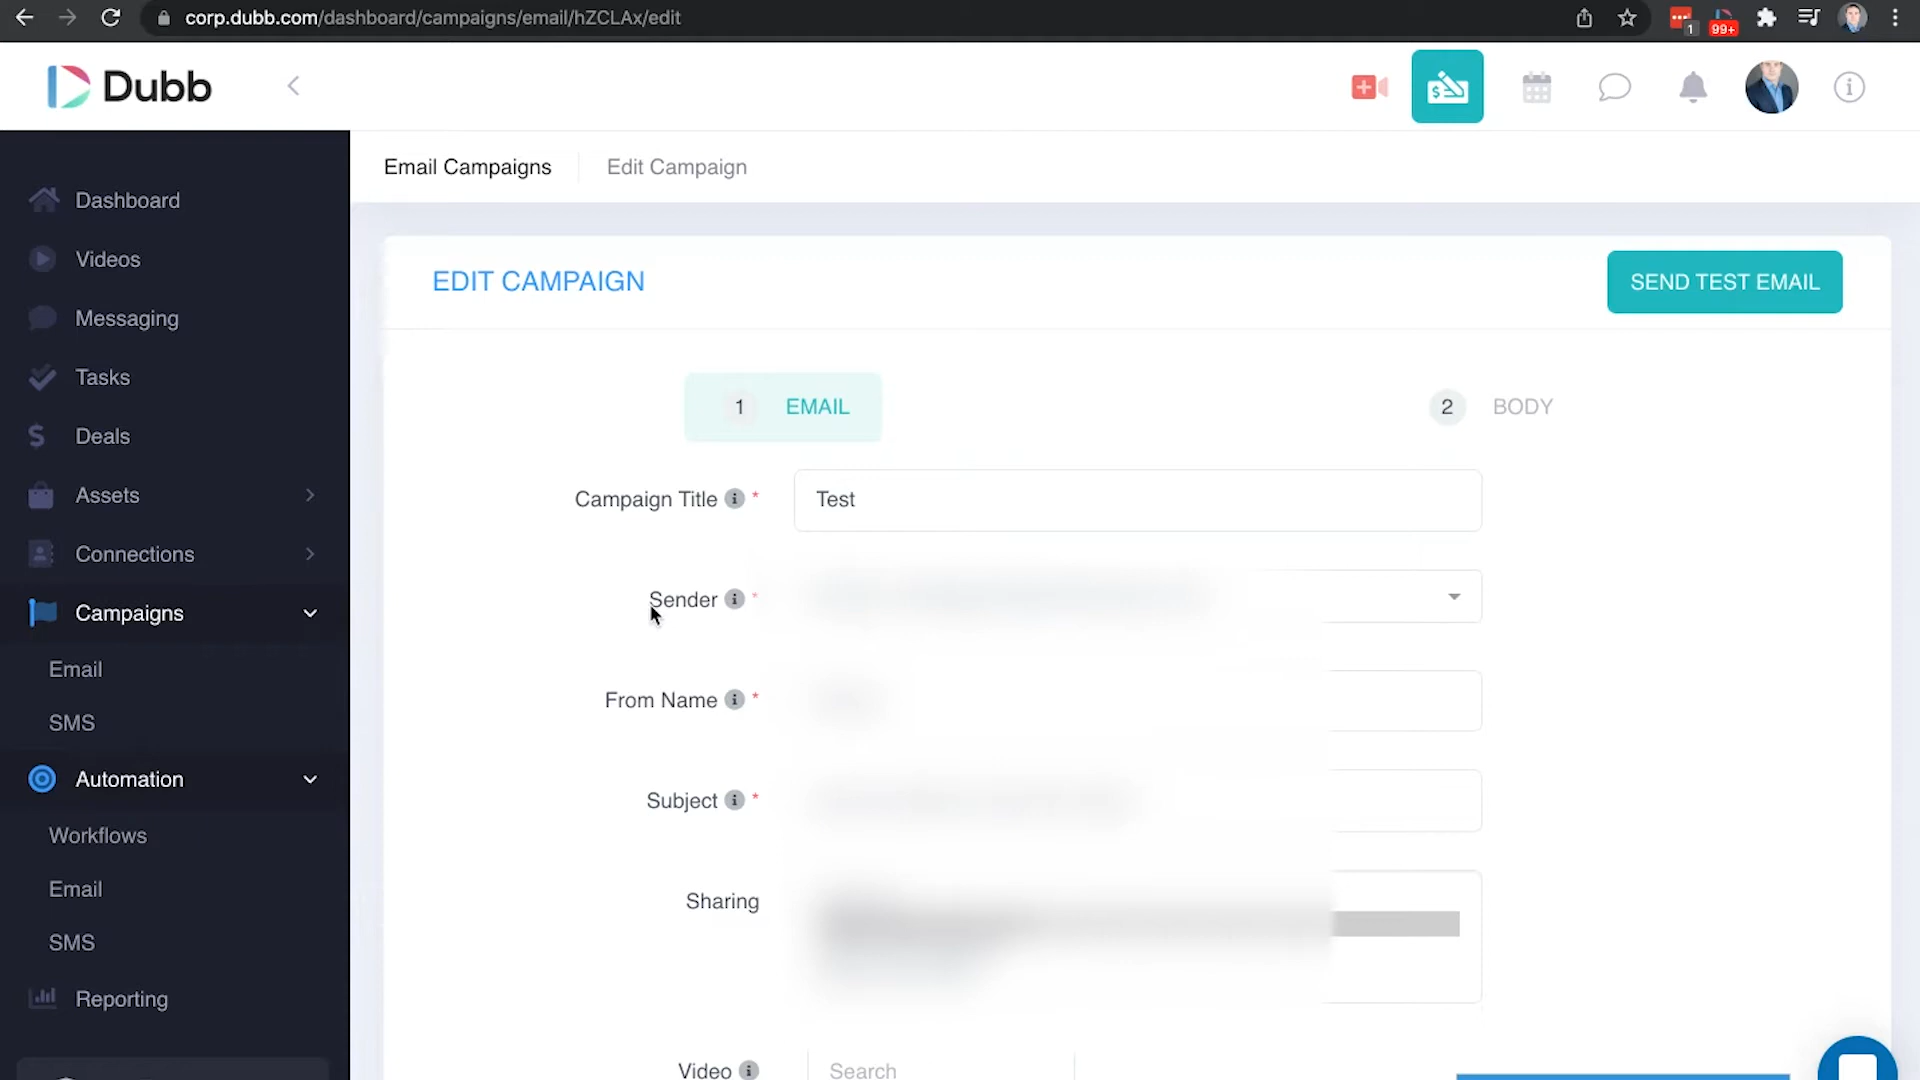 corp.dubb.com/dashboard/campaigns/email/hZCLAx/edit
1
99+
Dubb
Email Campaigns
Edit Campaign
Dashboard
Videos
Messaging
Tasks
Deals
Assets
Connections
Campaigns
Email
SMS
Automation
Workflows
Email
SMS
Reporting
EDIT CAMPAIGN
SEND TEST EMAIL
1 EMAIL
2 BODY
Campaign Title *
Test
Sender *
From Name *
Subject *
Sharing
Video
Search